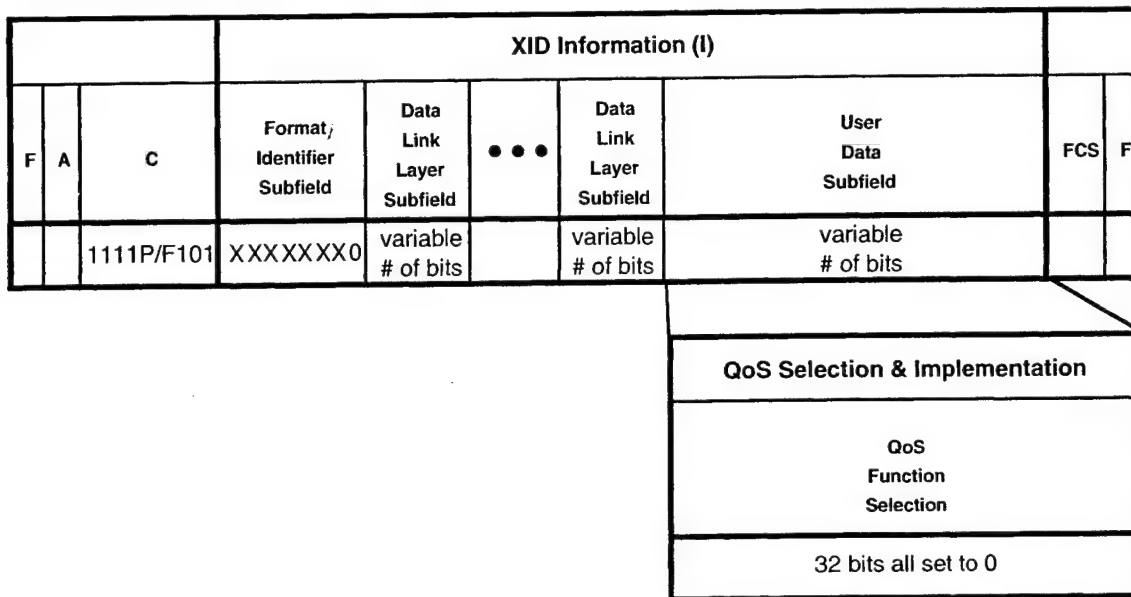 XID Information (I)
F
A
C
Format
Identifier
Subfield
Data
Link
Layer
Subfield
•••
Data
Link
Layer
Subfield
User
Data
Subfield
FCS
F
1111P/F101
XXXXXXX0
variable
# of bits
variable
# of bits
variable
# of bits
QoS Selection & Implementation
QoS
Function
Selection
32 bits all set to 0